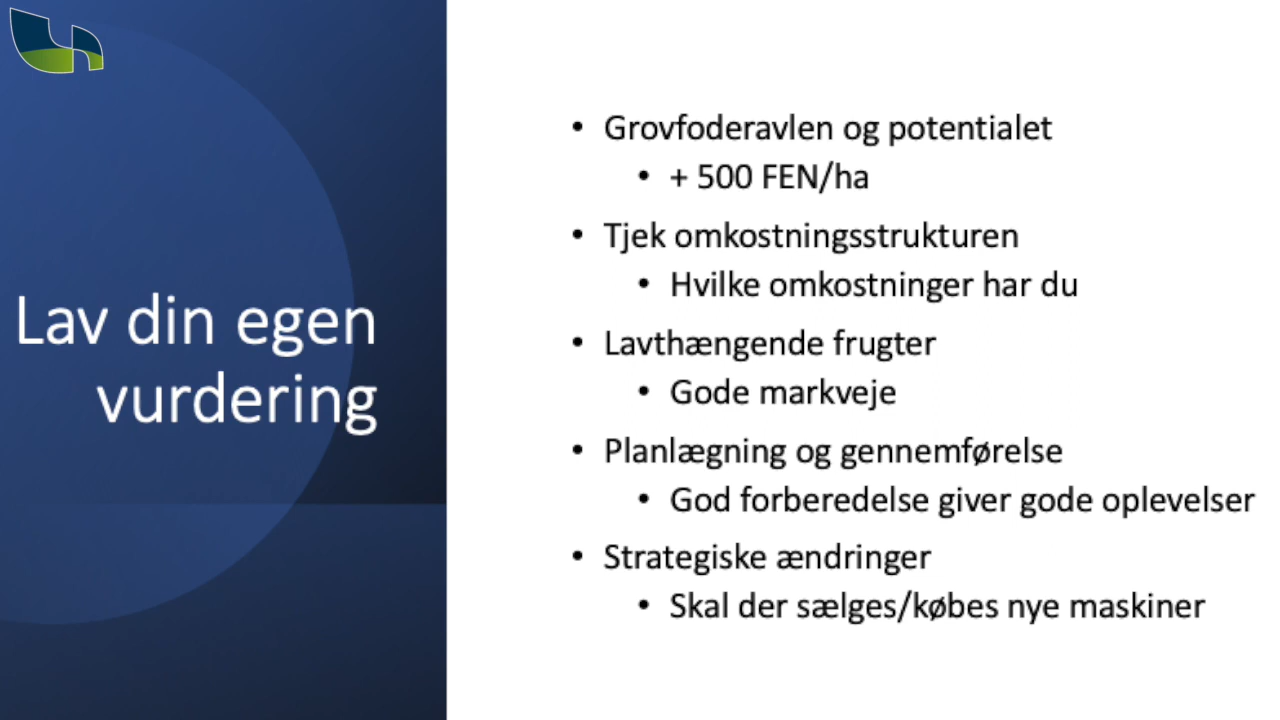 Lav din egen
vurdering
• Grovfoderavlen og potentialet
• + 500 FEN/ha
• Tjek omkostningsstrukturen
• Hvilke omkostninger har du
• Lavthængende frugter
• Gode markveje
• Planlægning og gennemførelse
• God forberedelse giver gode oplevelser
• Strategiske ændringer
• Skal der sælges/købes nye maskiner